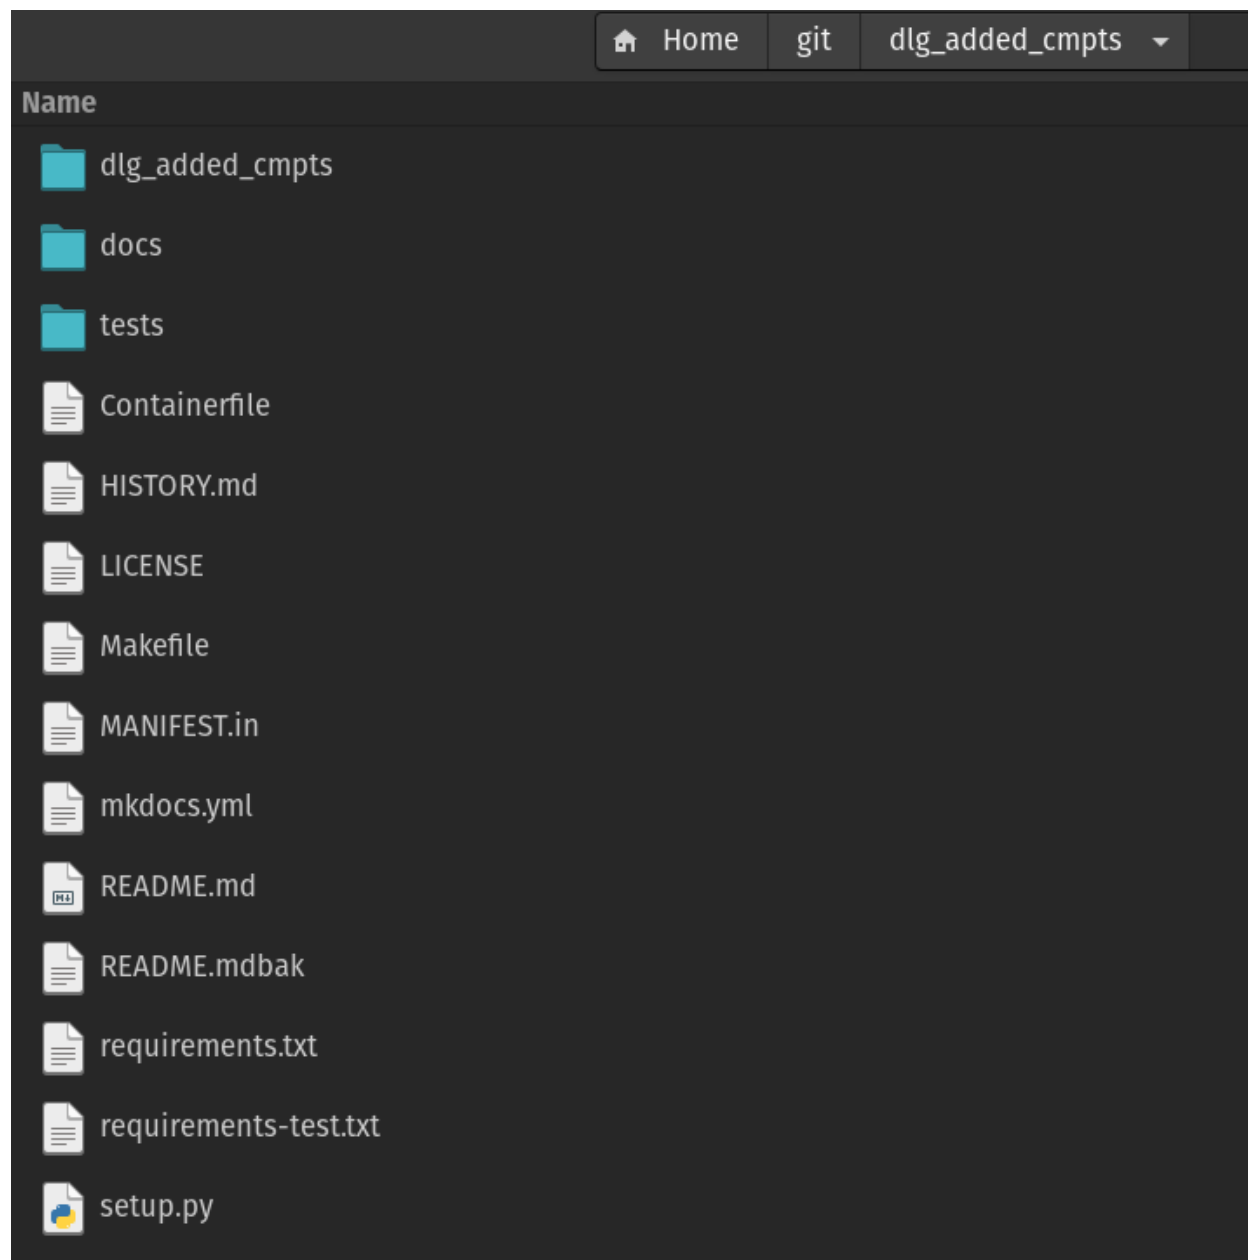 Home git dlg_added_cmpts
Name
dlg_added_cmpts
docs
tests
Containerfile
HISTORY.md
LICENSE
Makefile
MANIFEST.in
mkdocs.yml
README.md
README.mdbak
requirements.txt
requirements-test.txt
setup.py